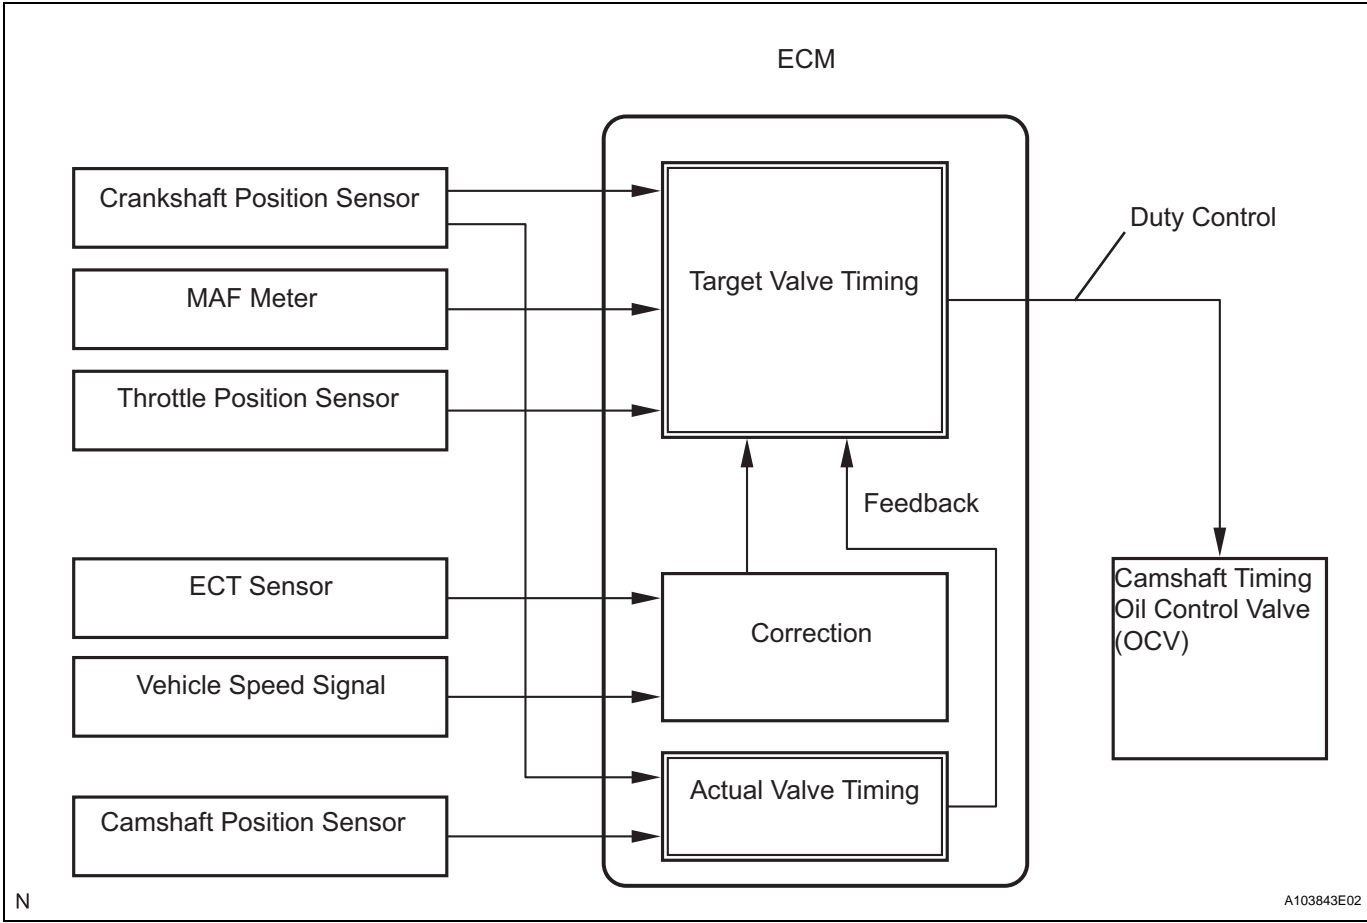 ECM
Crankshaft Position Sensor
MAF Meter
Throttle Position Sensor
ECT Sensor
Vehicle Speed Signal
Camshaft Position Sensor
Target Valve Timing
Feedback
Correction
Actual Valve Timing
Duty Control
Camshaft Timing
Oil Control Valve
(OCV)
N
A103843E02